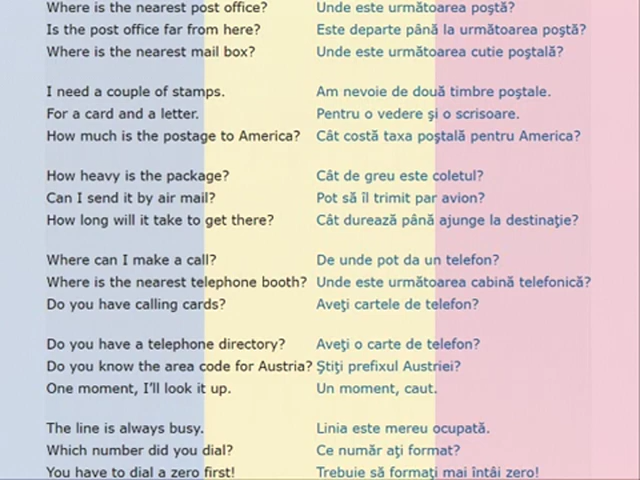 Where is the nearest post office? Unde este următoarea poştă?
Is the post office far from here? Este departe până la următoarea poştă?
Where is the nearest mail box? Unde este următoarea cutie poştală?
I need a couple of stamps. Am nevoie de două timbre poştale.
For a card and a letter. Pentru o vedere şi o scrisoare.
How much is the postage to America? Cât costă taxa poştală pentru America?
How heavy is the package? Cât de greu este coletul?
Can I send it by air mail? Pot să îl trimit par avion?
How long will it take to get there? Cât durează până ajunge la destinaţie?
Where can I make a call? De unde pot da un telefon?
Where is the nearest telephone booth? Unde este următoarea cabină telefonică?
Do you have calling cards? Aveţi cartele de telefon?
Do you have a telephone directory? Aveţi o carte de telefon?
Do you know the area code for Austria? Ştiţi prefixul Austriei?
One moment, I'll look it up. Un moment, caut.
The line is always busy. Linia este mereu ocupată.
Which number did you dial? Ce număr aţi format?
You have to dial a zero first! Trebuie să formaţi mai întâi zero!